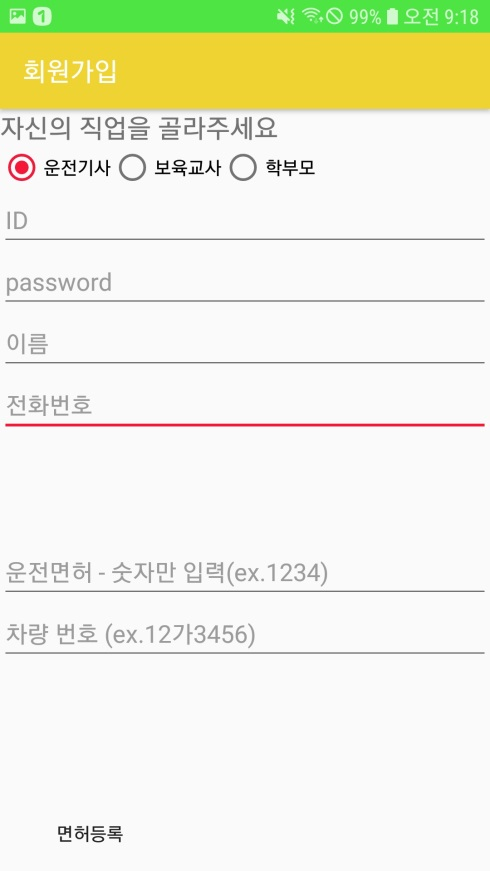 1 99% 오전 9:18
회원가입
자신의 직업을 골라주세요
운전기사 보육교사 학부모
ID
password
이름
전화번호
운전면허 - 숫자만 입력(ex.1234)
차량 번호 (ex.12가3456)
면허등록